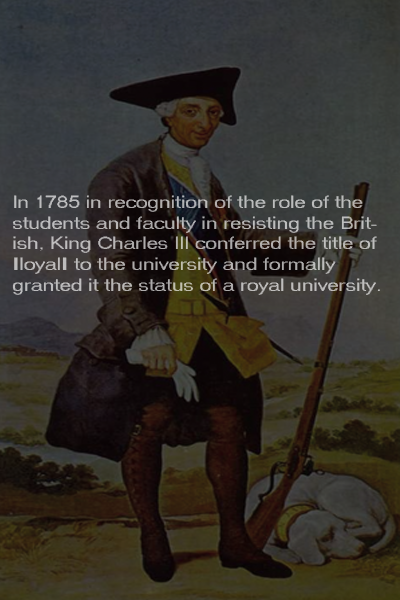 In 1785 in recognition of the role of the
students and faculty in resisting the Brit-
ish, King Charles III conferred the title of
‖loyal‖ to the university and formally
granted it the status of a royal university.